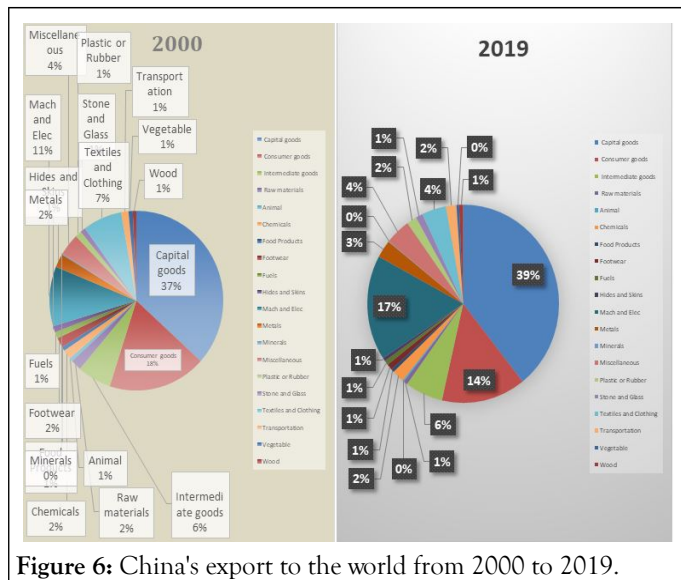 2000
Miscellane
ous
4%
Plastic or
Rubber
1%
Transport
ation
1%
Mach
and
Elec
11%
Stone
and
Glass
Vegetable
1%
Textiles
and
Clothing
7%
Wood
1%
Hides and
Metals
2%
Capital
goods
37%
Consumer goods
18%
Fuels
1%
Footwear
2%
Minerals
0%
Animal
1%
Chemicals
2%
Raw
materials
2%
Intermedi
ate goods
6%
Capital goods
Consumer goods
Intermediate goods
Raw materials
Animal
Chemicals
Food Products
Footwear
Fuels
Hides and Skins
Mach and Elec
Metals
Minerals
Miscellaneous
Plastic or Rubber
Stone and Glass
Textiles and Clothing
Transportation
Vegetable
Wood
2019
1%
2%
0%
2%
4%
1%
4%
0%
3%
39%
17%
14%
1%
1%
1%
1%
2%
0%
1%
6%
Capital goods
Consumer goods
Intermediate goods
Raw materials
Animal
Chemicals
Food Products
Footwear
Fuels
Hides and Skins
Mach and Elec
Metals
Minerals
Miscellaneous
Plastic or Rubber
Stone and Glass
Textiles and Clothing
Transportation
Vegetable
Wood
Figure 6: China's export to the world from 2000 to 2019.